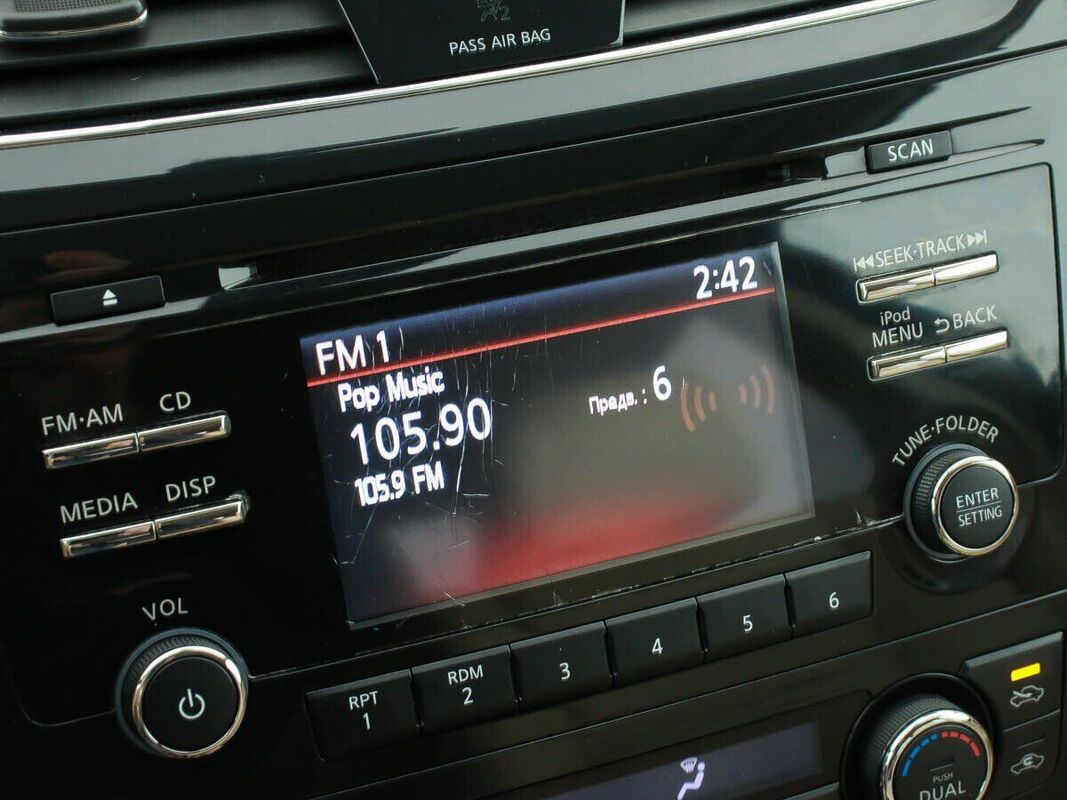 PASS AIR BAG
SCAN
SEEK·TRACK
iPod
MENU
BACK
2:42
FM 1
Pop Music
105.90
105.9 FM
Предв. : 6
FM·AM
CD
MEDIA
DISP
TUNE·FOLDER
ENTER
SETTING
VOL
RPT
1
RDM
2
3
4
5
6
PUSH
DUAL